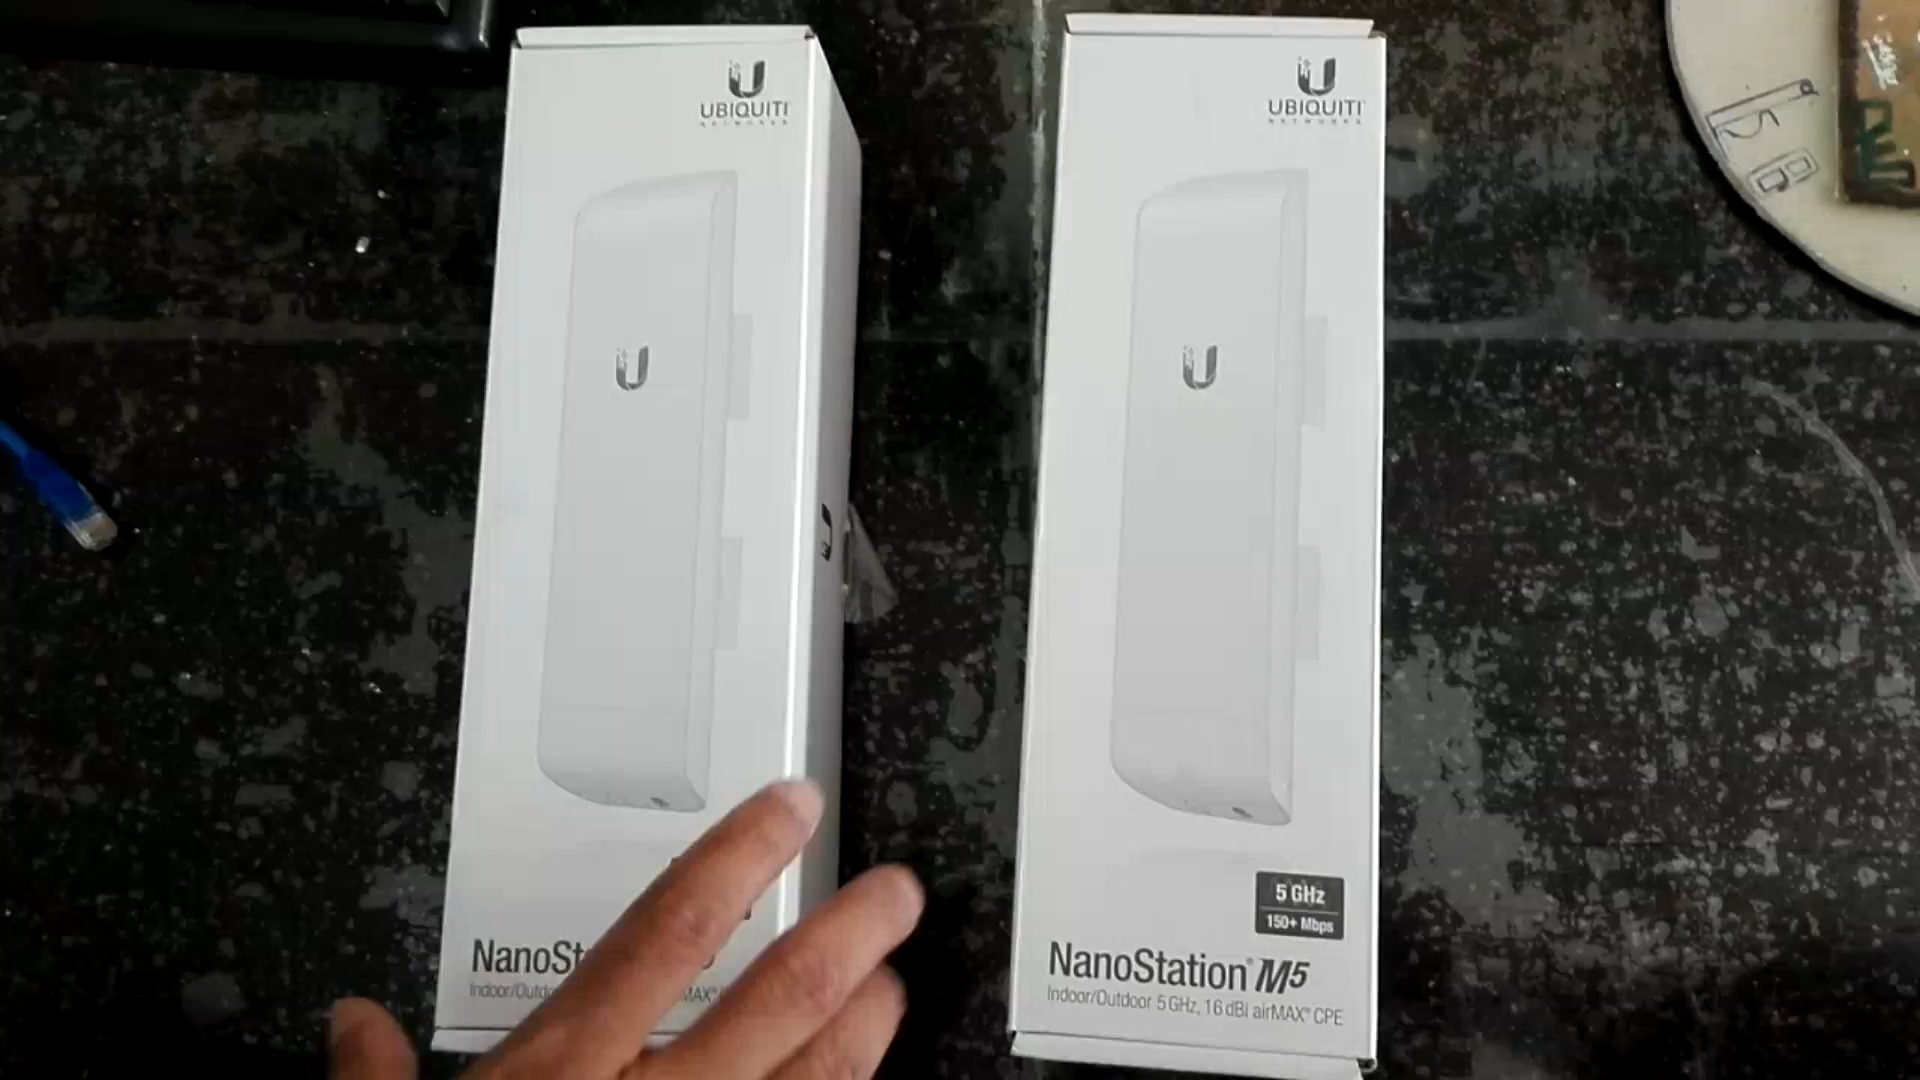 UBIQUITI
NETWORKS
NanoSt
Indoor/Outdo
MAX®
UBIQUITI
NETWORKS
5 GHz
150+ Mbps
NanoStation® M5
Indoor/Outdoor 5 GHz, 16 dBi airMAX® CPE